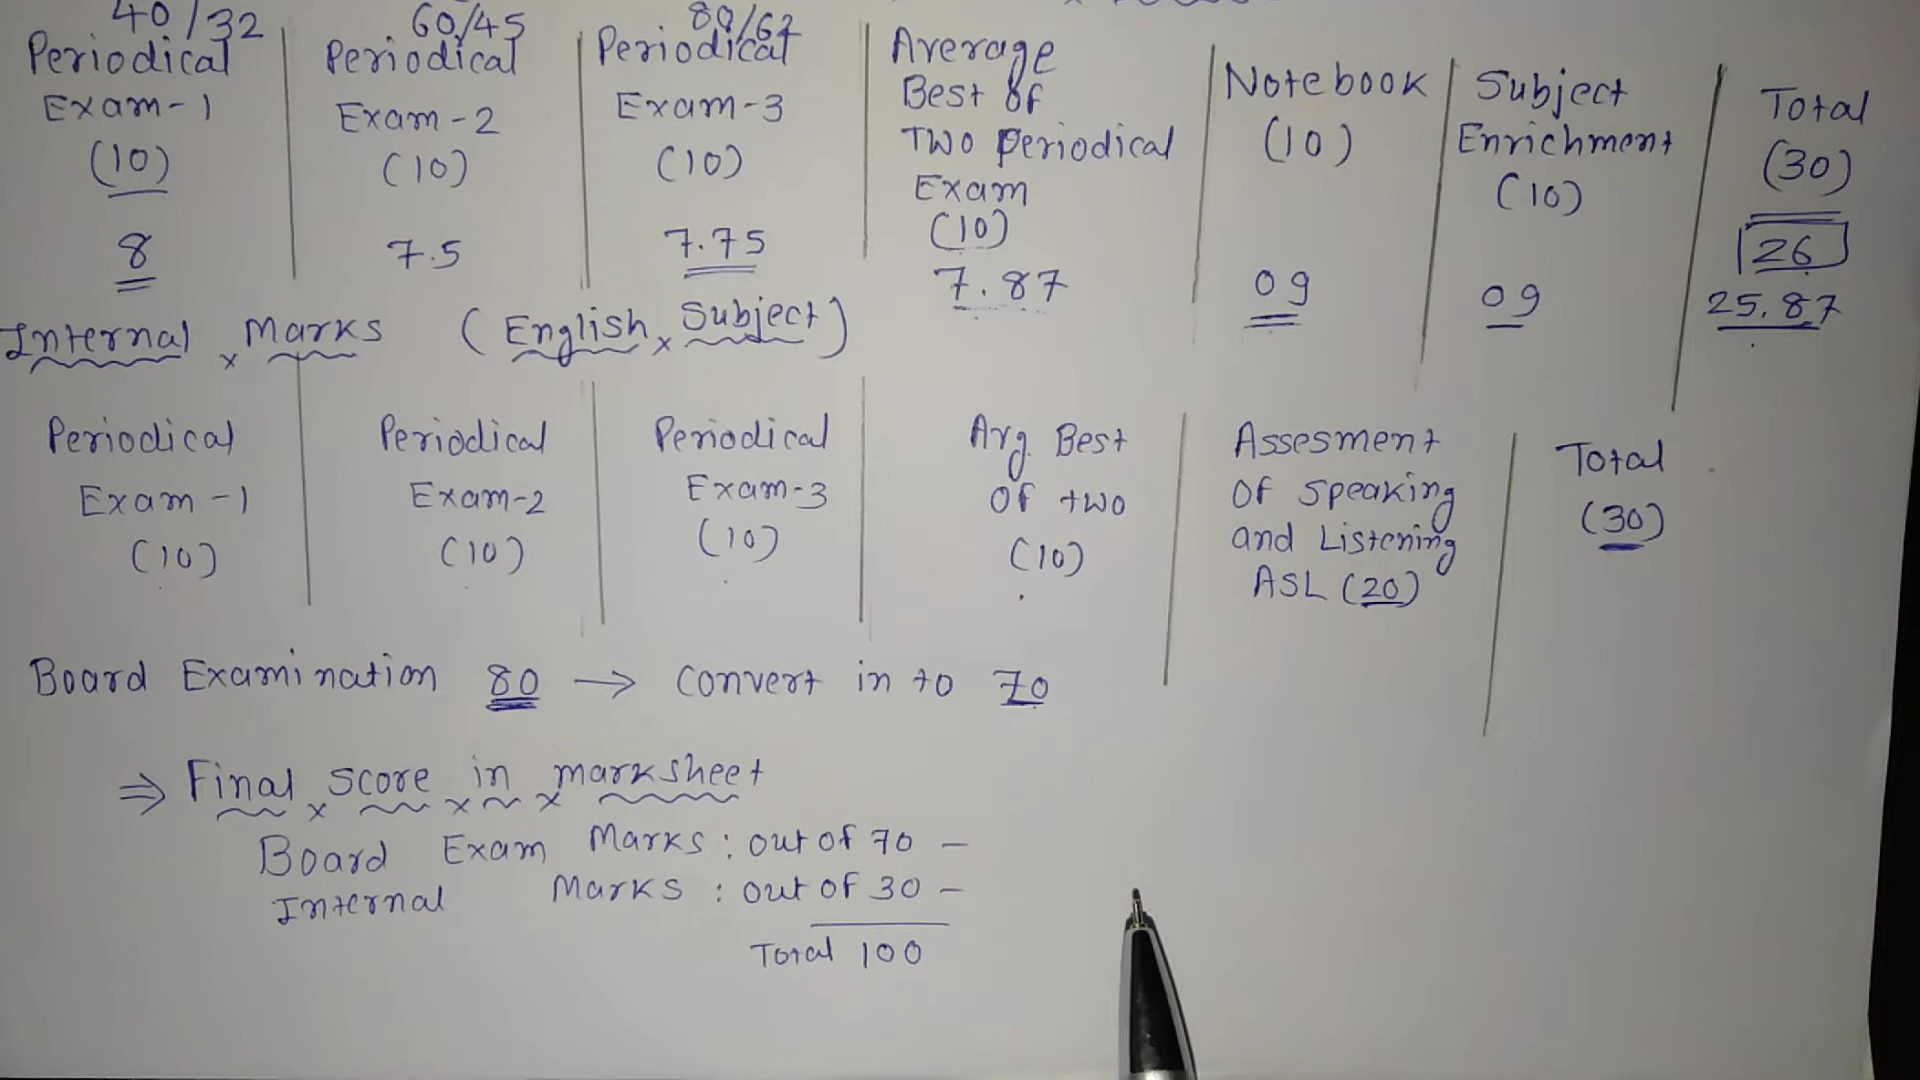 40/32
Periodical
Exam-1
(10)
8
60/45
Periodical
Exam-2
(10)
7.5
Periodical
Exam-3
(10)
7.75
Average
Best of
Two Periodical
Exam
(10)
7.87
Notebook
(10)
09
Subject
Enrichment
(10)
09
Total
(30)
26
25.87
Internal x Marks (English x Subject)
Periodical
Exam-1
(10)
Periodical
Exam-2
(10)
Periodical
Exam-3
(10)
Avg. Best
of two
(10)
Assesment
of speaking
and Listening
ASL (20)
Total
(30)
Board Examination 80 → Convert in to 70
⇒ Final x score x in x marksheet
Board Exam Marks : out of 70 –
Internal Marks : out of 30 –
Total 100